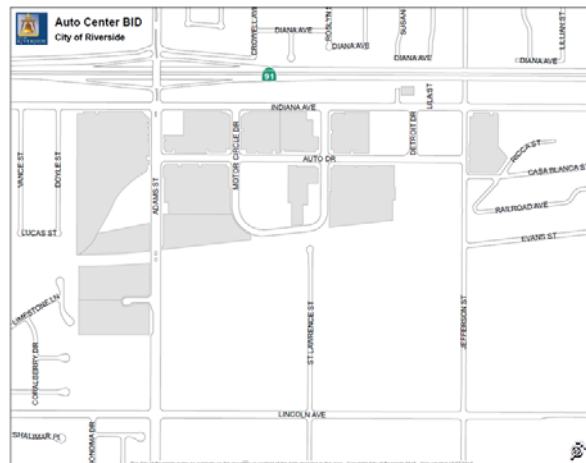 Auto Center BID
City of Riverside
CROWELL AVE
ROSLYN S
DIANA AVE
DIANA AVE
SUSAN
DIANA AVE
LILLIAN ST
DIANA AVE
91
LILA ST
INDIANA AVE
VANCE ST
DOYLE ST
MOTOR CIRCLE DR
AUTO DR
DETROIT DR
RICCA ST
CASA BLANCA ST
ADAMS ST
RAILROAD AVE
LUCAS ST
EVANS ST
LIMESTONE LN
ST LAWRENCE ST
JEFFERSON ST
CORALBERRY DR
LINCOLN AVE
SHALIMAR PL
ONOMA DR